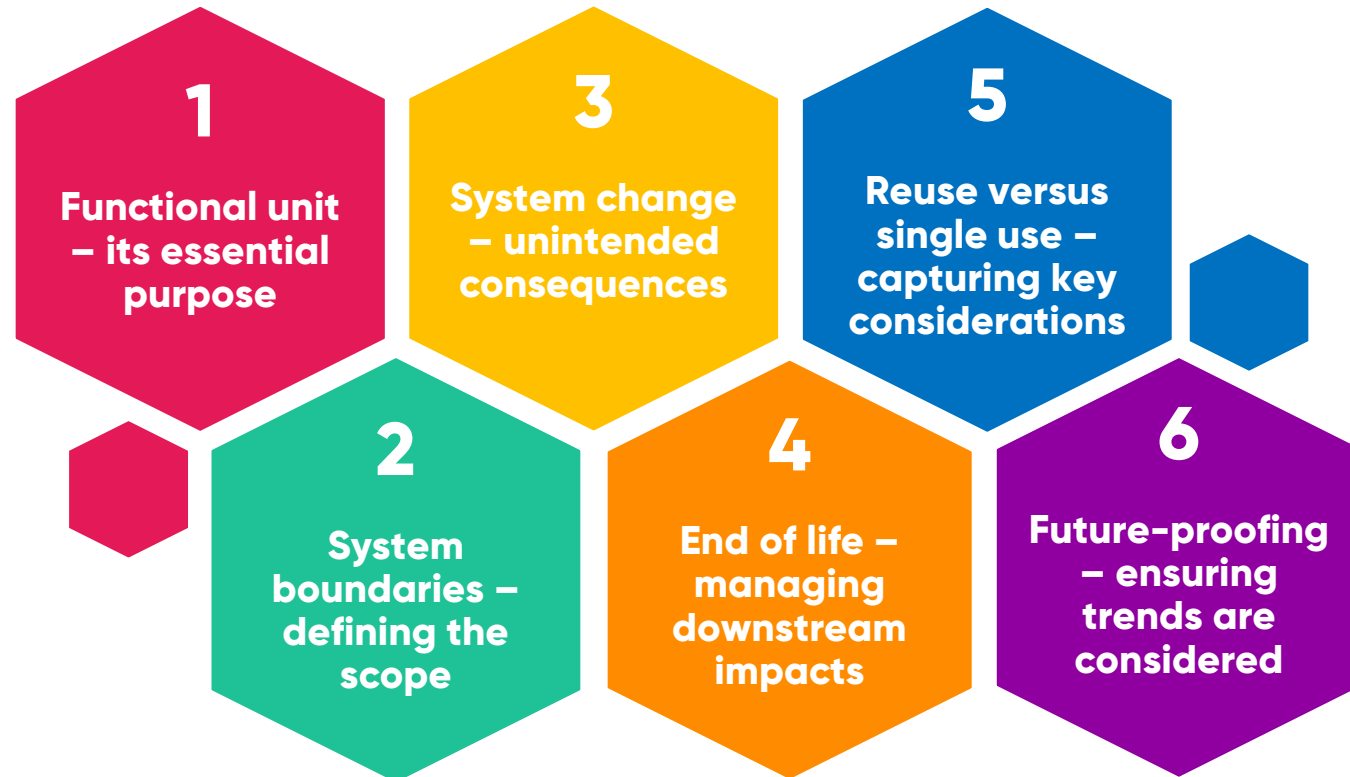 1
Functional unit
– its essential
purpose
2
System
boundaries –
defining the
scope
3
System change
– unintended
consequences
4
End of life –
managing
downstream
impacts
5
Reuse versus
single use –
capturing key
considerations
6
Future-proofing
– ensuring
trends are
considered